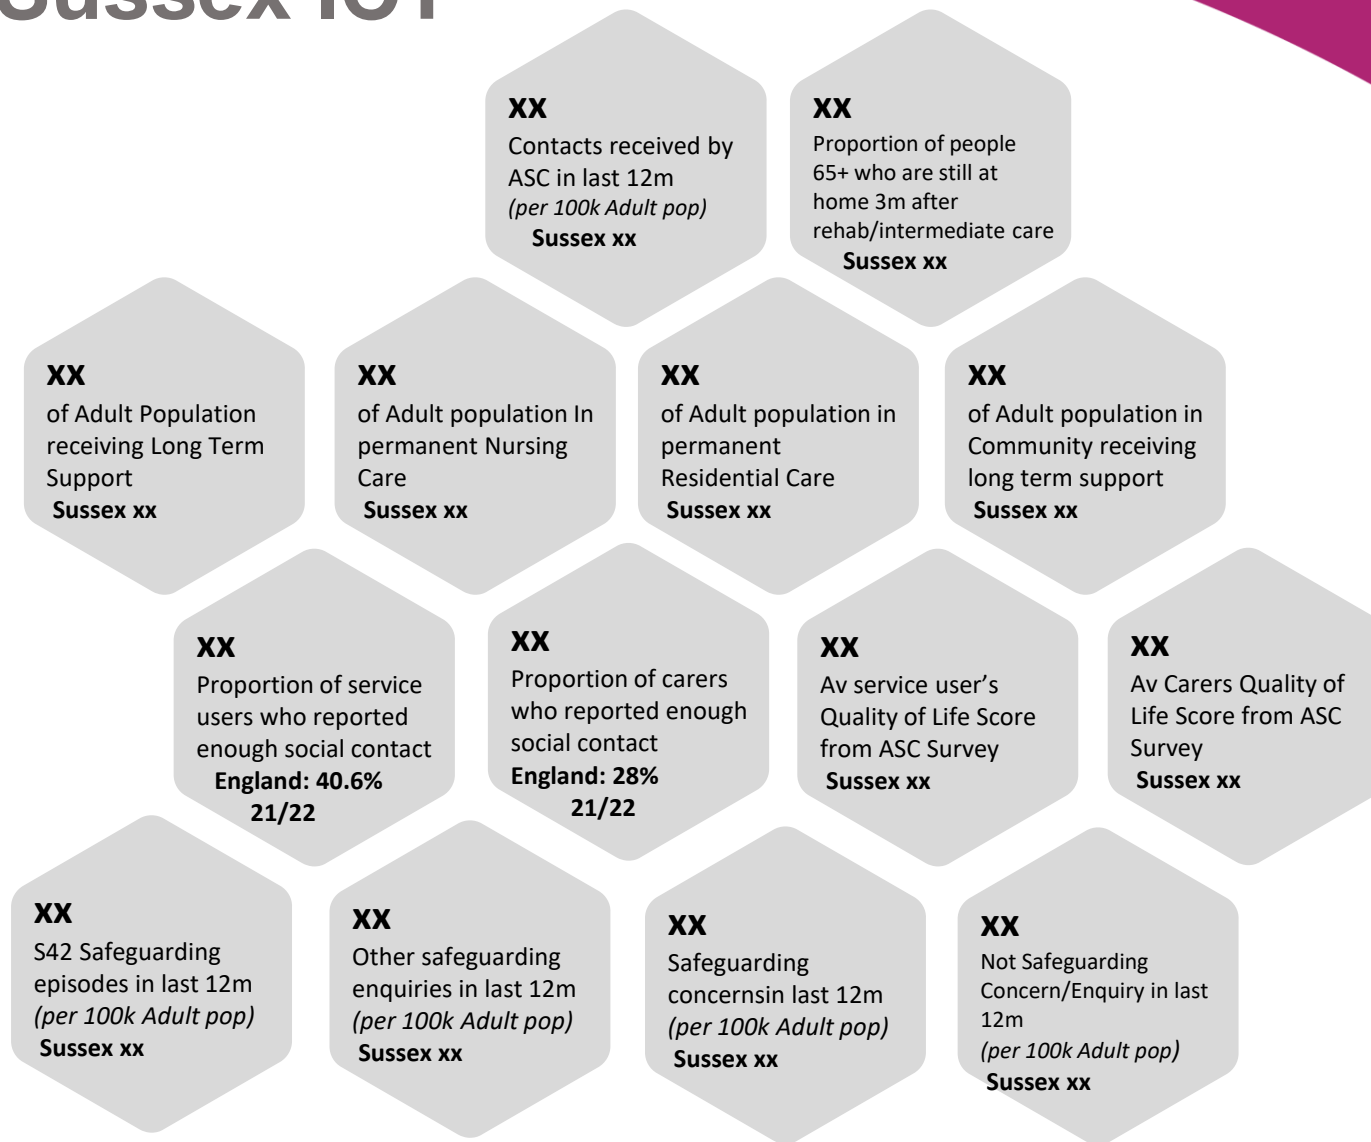 Sussex ICT
xx
Contacts received by
ASC in last 12m
(per 100k Adult pop)
Sussex xx
xx
Proportion of people
65+ who are still at
home 3m after
rehab/intermediate care
Sussex xx
xx
of Adult Population
receiving Long Term
Support
Sussex xx
xx
of Adult population In
permanent Nursing
Care
Sussex xx
xx
of Adult population in
permanent
Residential Care
Sussex xx
xx
of Adult population in
Community receiving
long term support
Sussex xx
xx
Proportion of service
users who reported
enough social contact
England: 40.6%
21/22
xx
Proportion of carers
who reported enough
social contact
England: 28%
21/22
xx
Av service user's
Quality of Life Score
from ASC Survey
Sussex xx
xx
Av Carers Quality of
Life Score from ASC
Survey
Sussex xx
xx
S42 Safeguarding
episodes in last 12m
(per 100k Adult pop)
Sussex xx
xx
Other safeguarding
enquiries in last 12m
(per 100k Adult pop)
Sussex xx
xx
Safeguarding
concernsin last 12m
(per 100k Adult pop)
Sussex xx
xx
Not Safeguarding
Concern/Enquiry in last
12m
(per 100k Adult pop)
Sussex xx